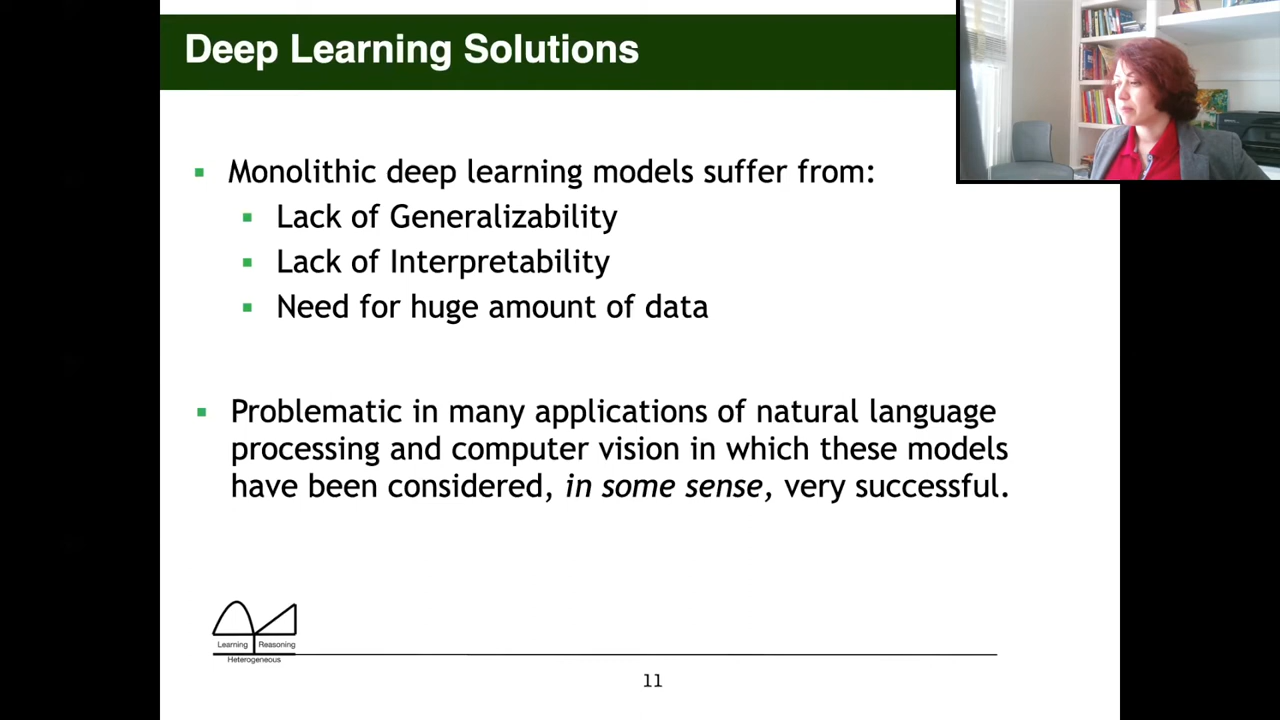 Deep Learning Solutions
Monolithic deep learning models suffer from:
Lack of Generalizability
Lack of Interpretability
Need for huge amount of data
Problematic in many applications of natural language
processing and computer vision in which these models
have been considered, in some sense, very successful.
Learning Reasoning
Heterogeneous
11